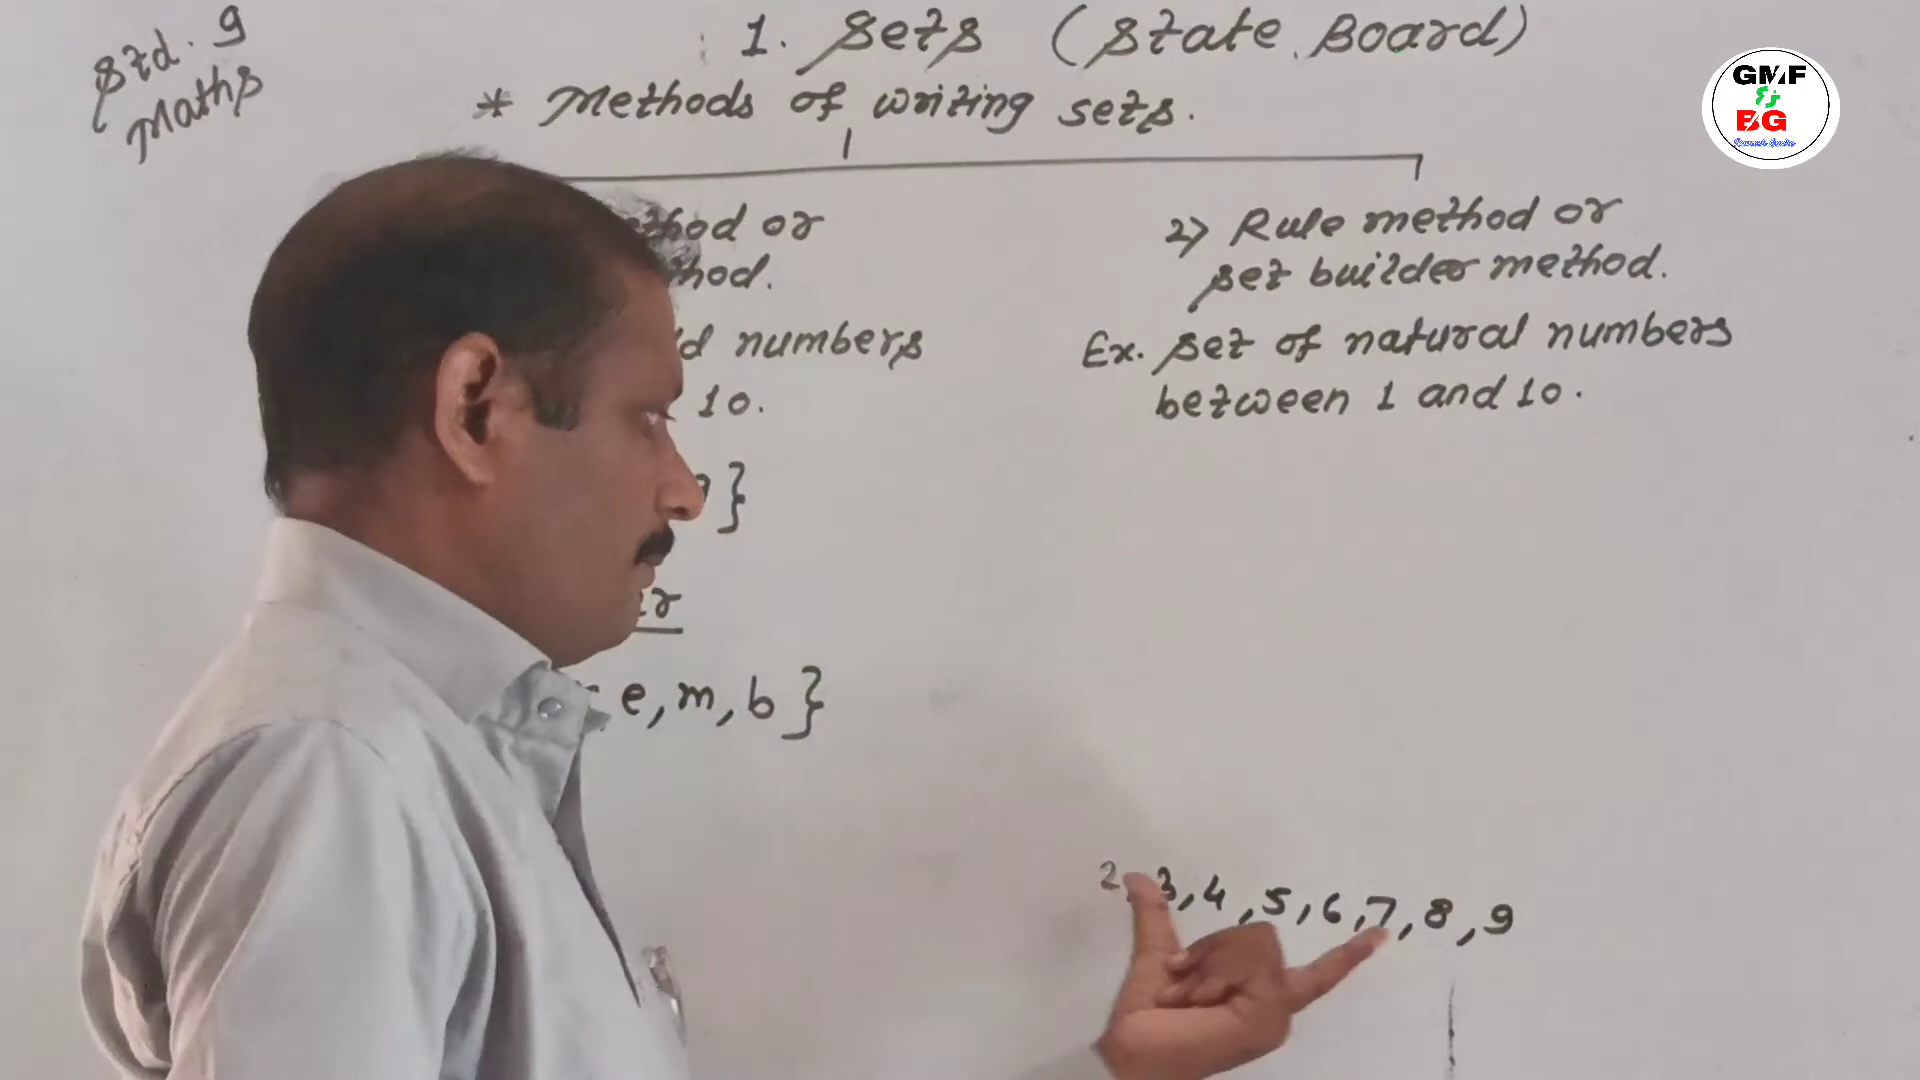 Std. 9
Maths
1. Sets (State Board)
* Methods of writing sets.
or
2) Rule method or
set builder method.
numbers
Ex. Set of natural numbers
10.
between 1 and 10.
}
e, m, b }
2, 3, 4, 5, 6, 7, 8, 9
GMF
BG